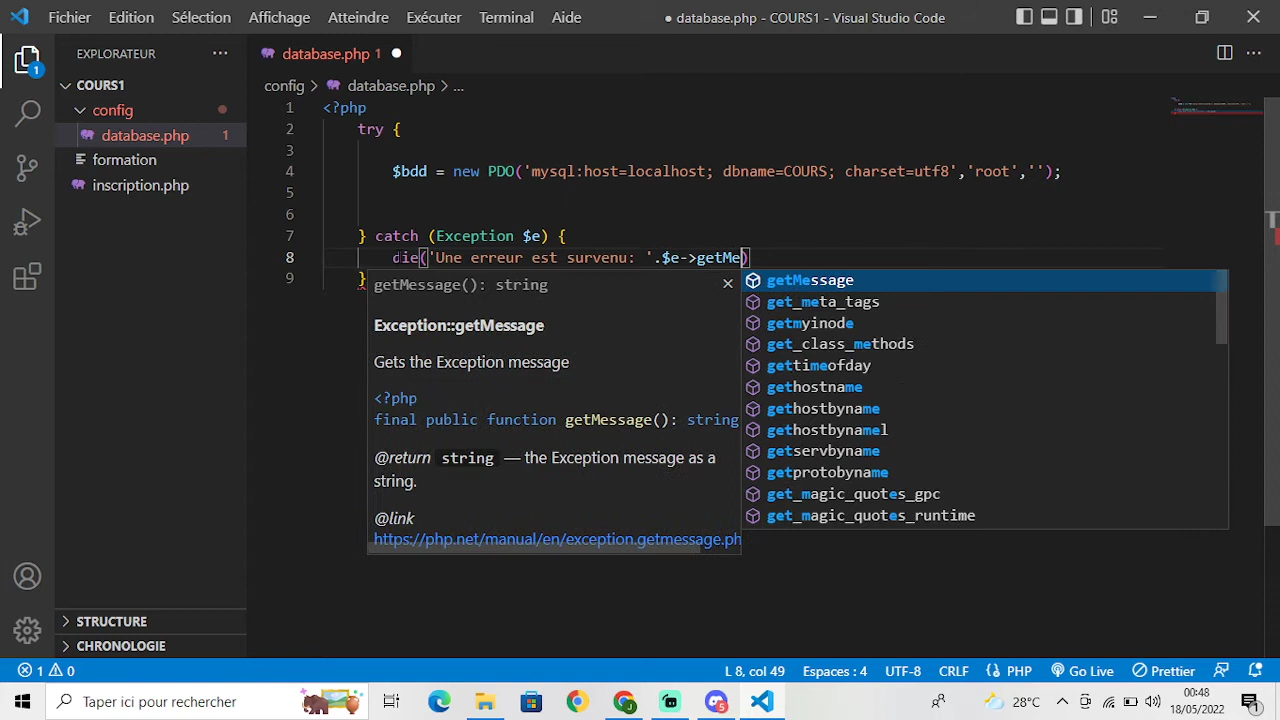 Fichier Edition Sélection Affichage Atteindre Exécute Terminal Aide ● database.php - COURS1 - Visual Studio Code
EXPLORATEUR ···
COURS1
config
database.php 1
formation
inscription.php
STRUCTURE
CHRONOLOGIE
1
database.php 1 ●
config > database.php > ...
1 <?php
2 try {
3
4 $bdd = new PDO('mysql:host=localhost; dbname=COURS; charset=utf8','root','');
5
6
7 } catch (Exception $e) {
8 die('Une erreur est survenu: '.$e->getMe)
9 }
getMessage(): string
Exception::getMessage
Gets the Exception message
<?php
final public function getMessage(): string
@return string — the Exception message as a
string.
@link
https://php.net/manual/en/exception.getmessage.ph
getMessage
get_meta_tags
getmyinode
get_class_methods
gettimeofday
gethostname
gethostbyname
gethostbynamel
getservbyname
getprotobyname
get_magic_quotes_gpc
get_magic_quotes_runtime
1 0 L 8, col 49 Espaces : 4 UTF-8 CRLF {} PHP Go Live Prettier
Taper ici pour rechercher 5 28°C 00:48
18/05/2022 1